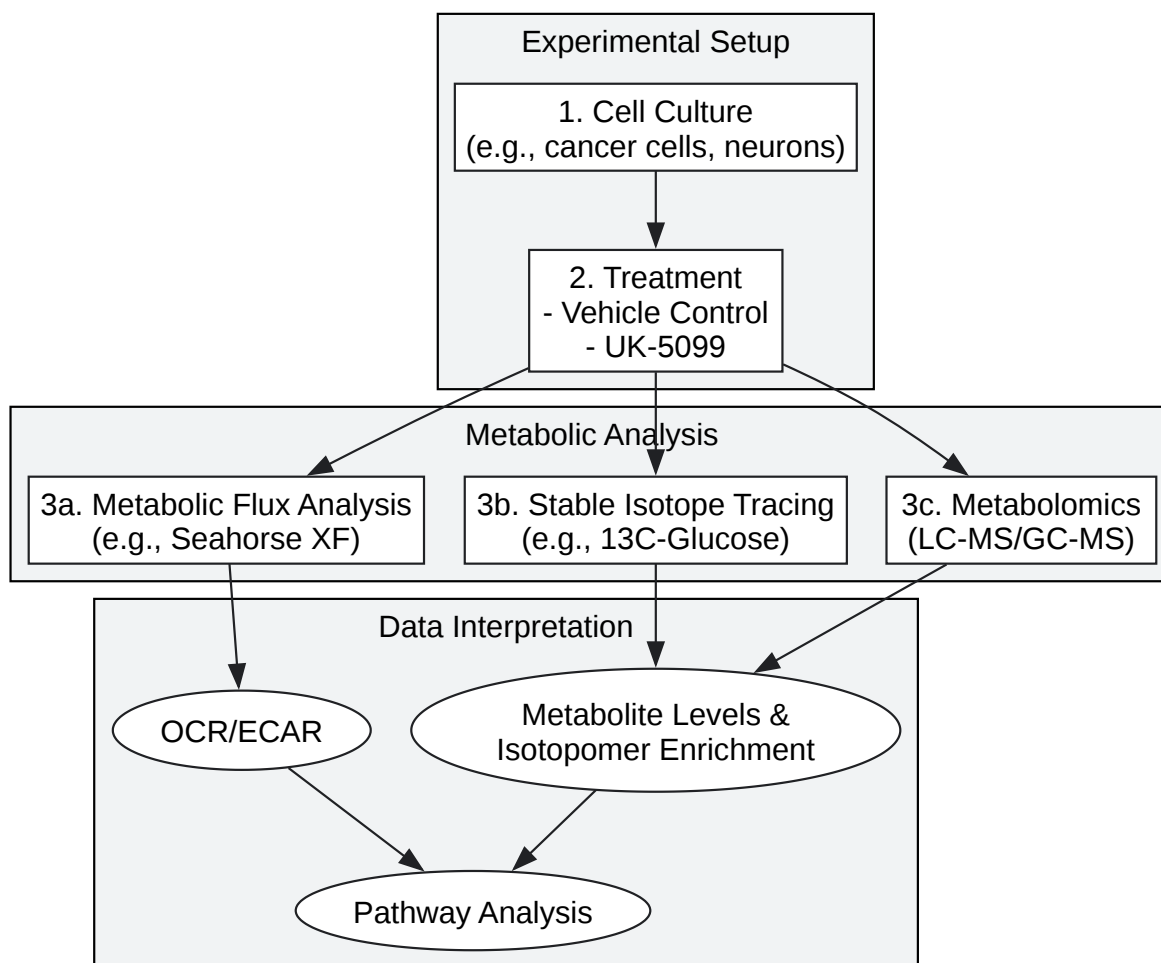 Experimental Setup
1. Cell Culture
(e.g., cancer cells, neurons)
2. Treatment
- Vehicle Control
- UK-5099
Metabolic Analysis
3a. Metabolic Flux Analysis
(e.g., Seahorse XF)
3b. Stable Isotope Tracing
(e.g., 13C-Glucose)
3c. Metabolomics
(LC-MS/GC-MS)
Data Interpretation
OCR/ECAR
Metabolite Levels &
Isotopomer Enrichment
Pathway Analysis